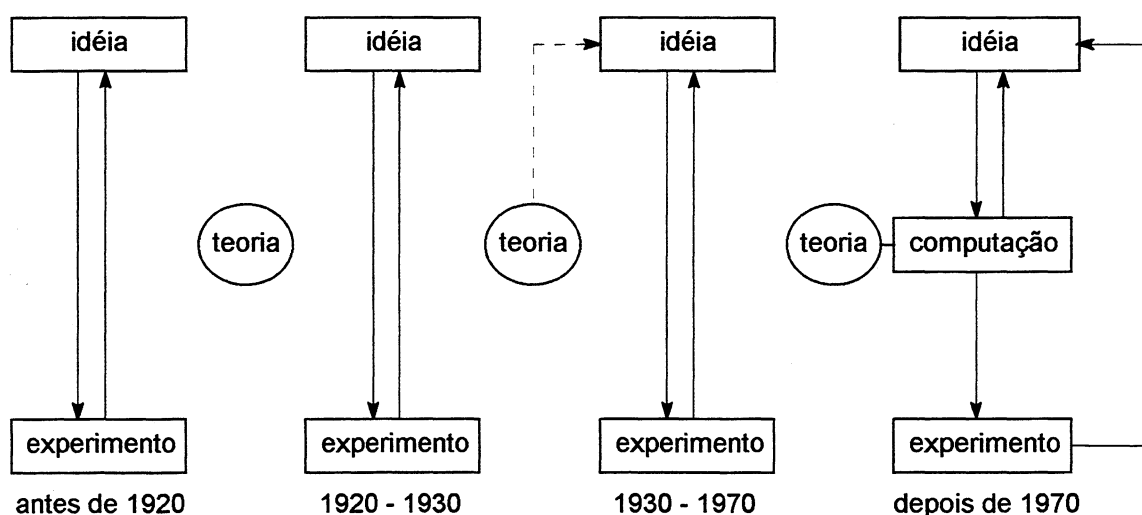 idéia
idéia
idéia
idéia
teoria
teoria
teoria
computação
experimento
experimento
experimento
experimento
antes de 1920
1920 - 1930
1930 - 1970
depois de 1970